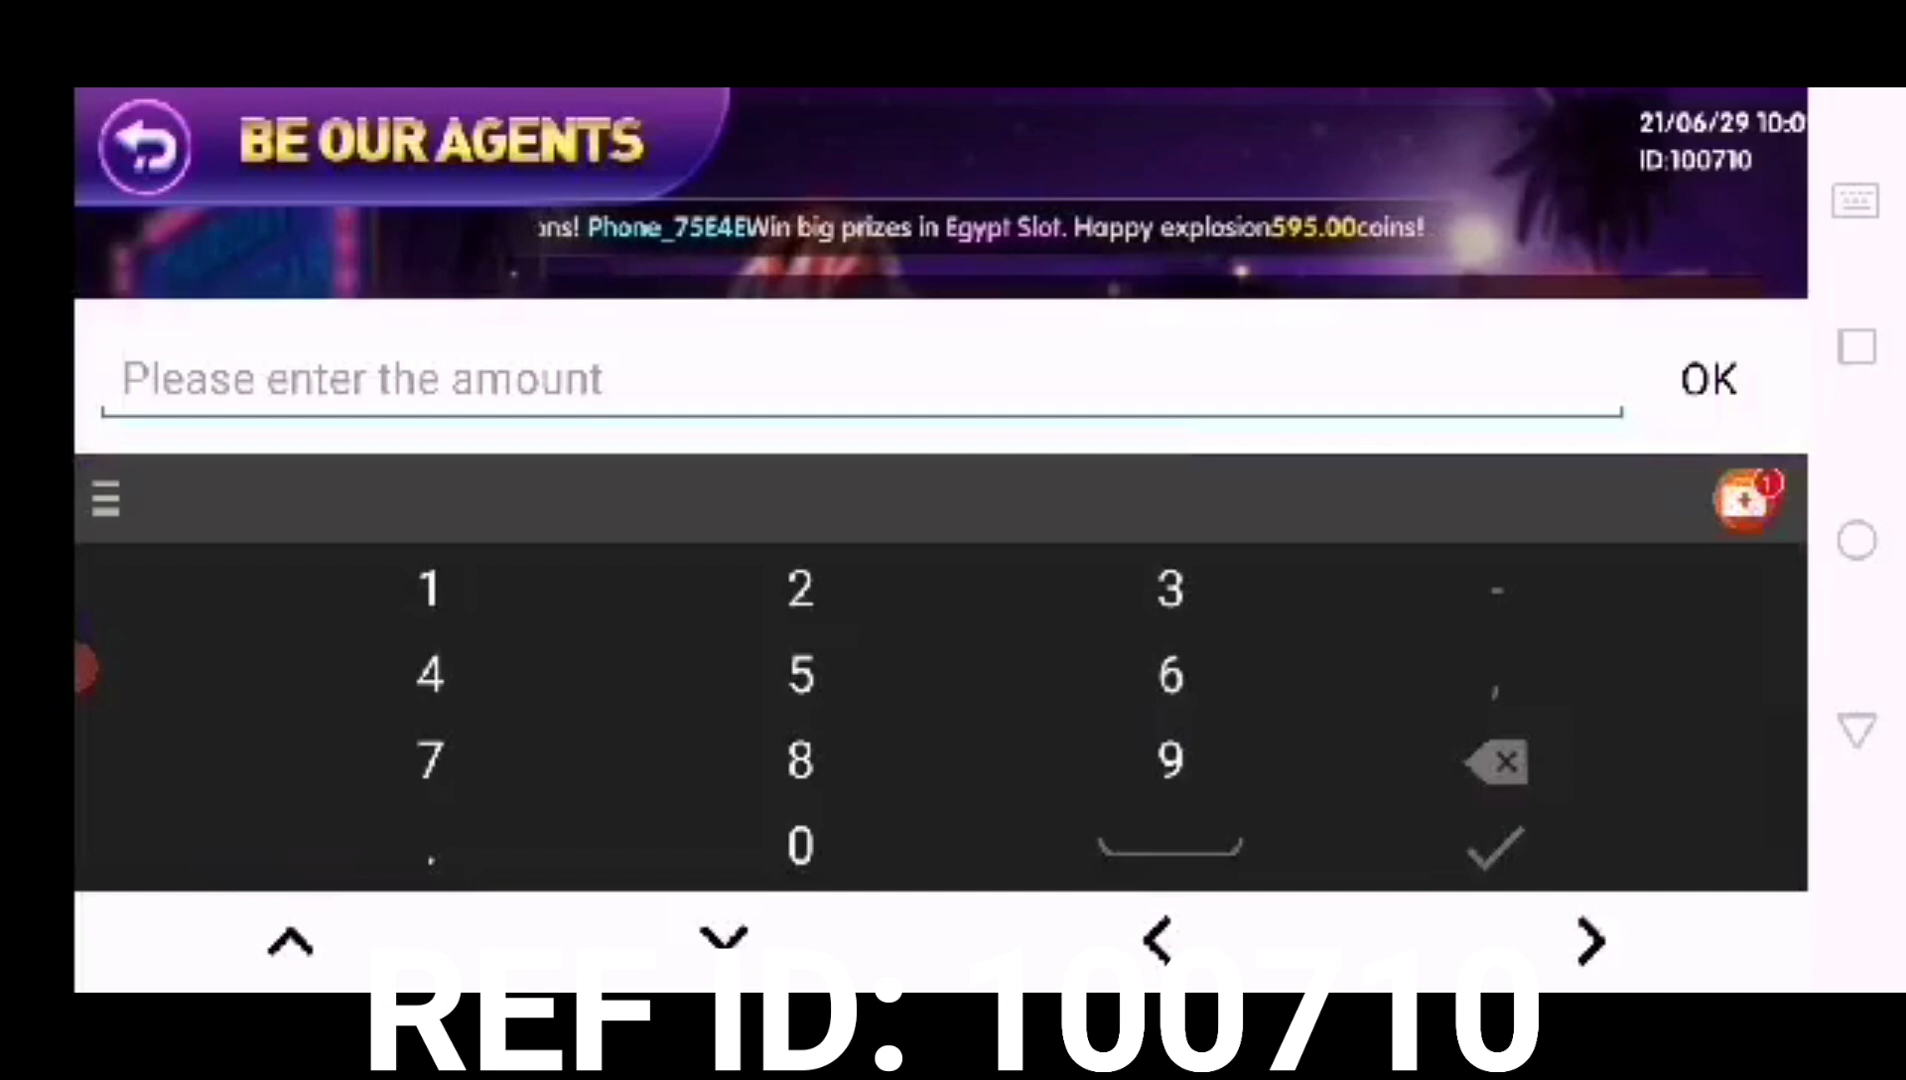 BE OUR AGENTS
21/06/29 10:0
ID:100710
ons! Phone_75E4EWin big prizes in Egypt Slot. Happy explosion595.00coins!
Please enter the amount
OK
1
1 2 3 -
4 5 6 ,
7 8 9
. 0
REF ID: 100710